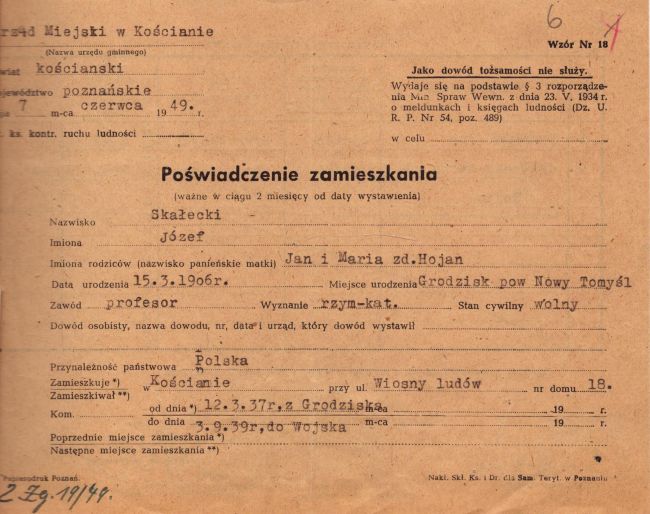 6
rząd Miejski w Kościanie
(Nazwa urzędu gminnego)
Wzór Nr 18
wiat kościanski
ojewództwo poznańskie
7 m-ca czerwca 1949.
ks. kontr. ruchu ludności
Jako dowód tożsamości nie służy.
Wydaje się na podstawie § 3 rozporządze-
nia Min. Spraw Wewn. z dnia 23. V. 1934 r.
o meldunkach i księgach ludności (Dz. U.
R. P. Nr 54, poz. 489)
w celu
Poświadczenie zamieszkania
(ważne w ciągu 2 miesięcy od daty wystawienia)
Nazwisko Skałecki -
Imiona Józef
Imiona rodziców (nazwisko panieńskie matki) Jan i Maria zd.Hojan
Data urodzenia 15.3.1906r. Miejsce urodzenia Grodzisk pow Nowy Tomyśl
Zawód profesor Wyznanie rzym-kat. Stan cywilny wolny
Dowód osobisty, nazwa dowodu, nr, data i urząd, który dowód wystawił
Przynależność państwowa Polska
Zamieszkuje *) w Kościanie przy ul. Wiosny ludów nr domu 18.
Zamieszkiwał **)
Kom. od dnia *) 12.3.37r,z Grodziska m-ca 19 r.
do dnia 3.9.39r,do Wojska m-ca 19 r.
Poprzednie miejsce zamieszkania *)
Następne miejsce zamieszkania **)
Papierodruk Poznań.
Nakł. Skł. Ks. i Dr. dla Sam. Teryt. w Poznaniu
2 Zg. 19/49.